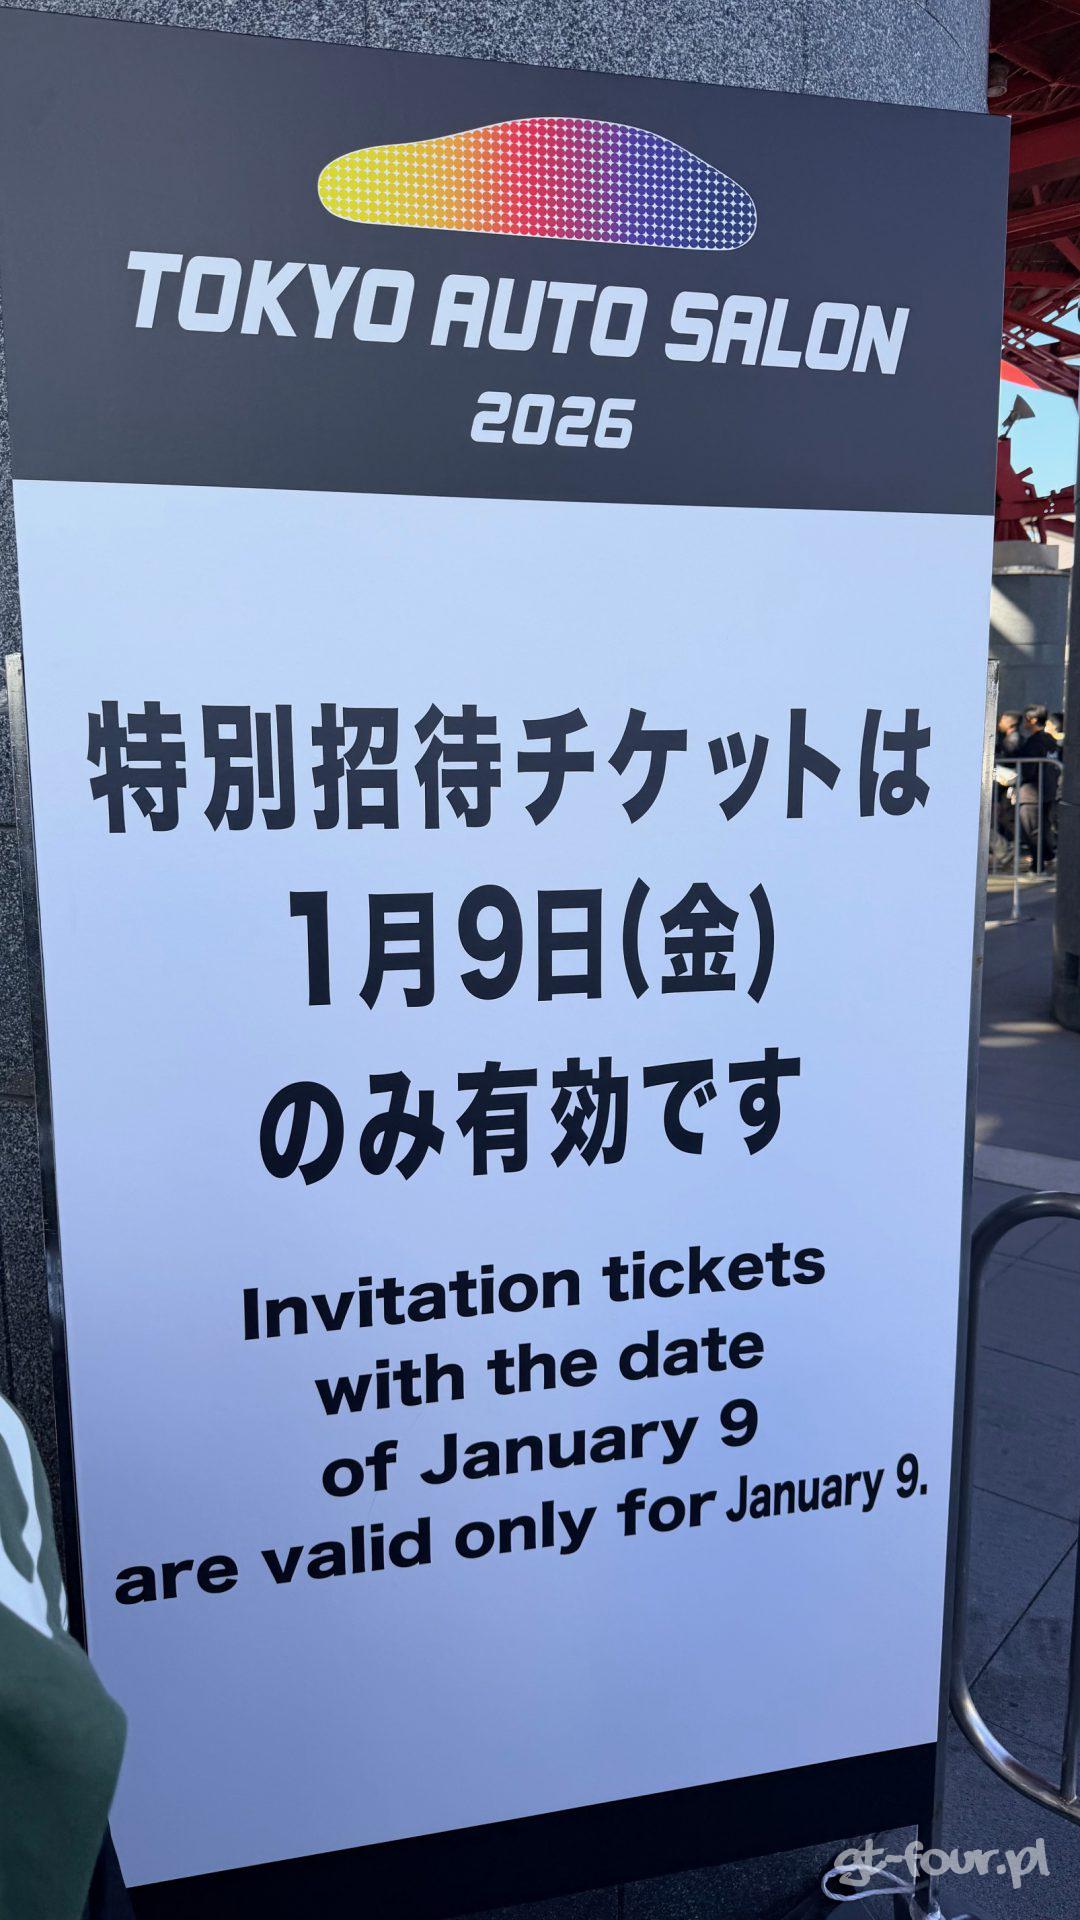 TOKYO AUTO SALON
2026
特別招待チケットは
1月9日(金)
のみ有効です
Invitation tickets
with the date
of January 9
are valid only for January 9.
gt-four.pl